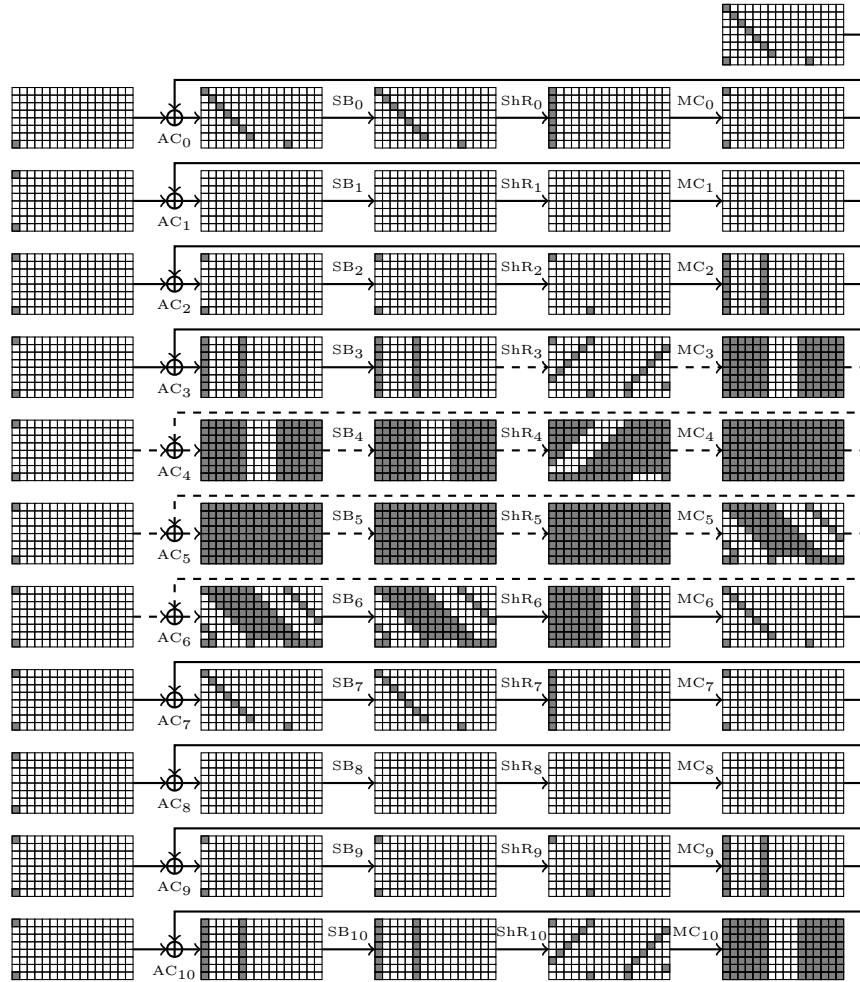 SB0 ShR0 MC0
AC0
SB1 ShR1 MC1
AC1
SB2 ShR2 MC2
AC2
SB3 ShR3 MC3
AC3
SB4 ShR4 MC4
AC4
SB5 ShR5 MC5
AC5
SB6 ShR6 MC6
AC6
SB7 ShR7 MC7
AC7
SB8 ShR8 MC8
AC8
SB9 ShR9 MC9
AC9
SB10 ShR10 MC10
AC10